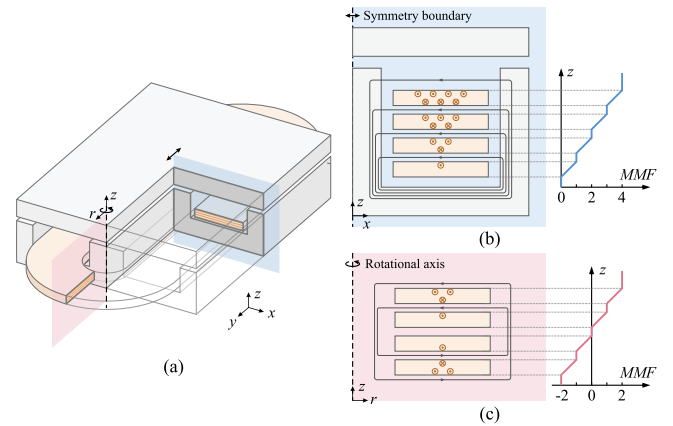 z
r
z
x
y
(a)
Symmetry boundary
z
x
z
0
2
4
MMF
(b)
Rotational axis
z
r
z
-2
0
2
MMF
(c)